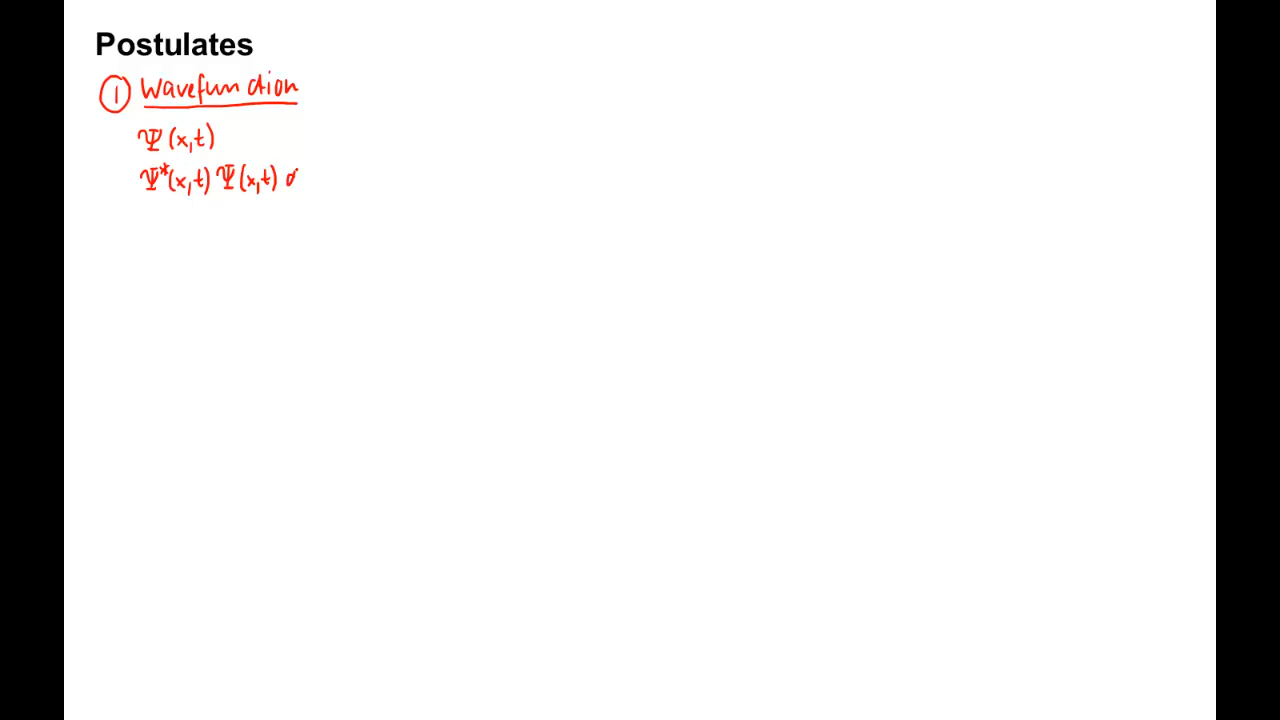 Postulates
① Wavefunction
Ψ(x,t)
Ψ*(x,t) Ψ(x,t)